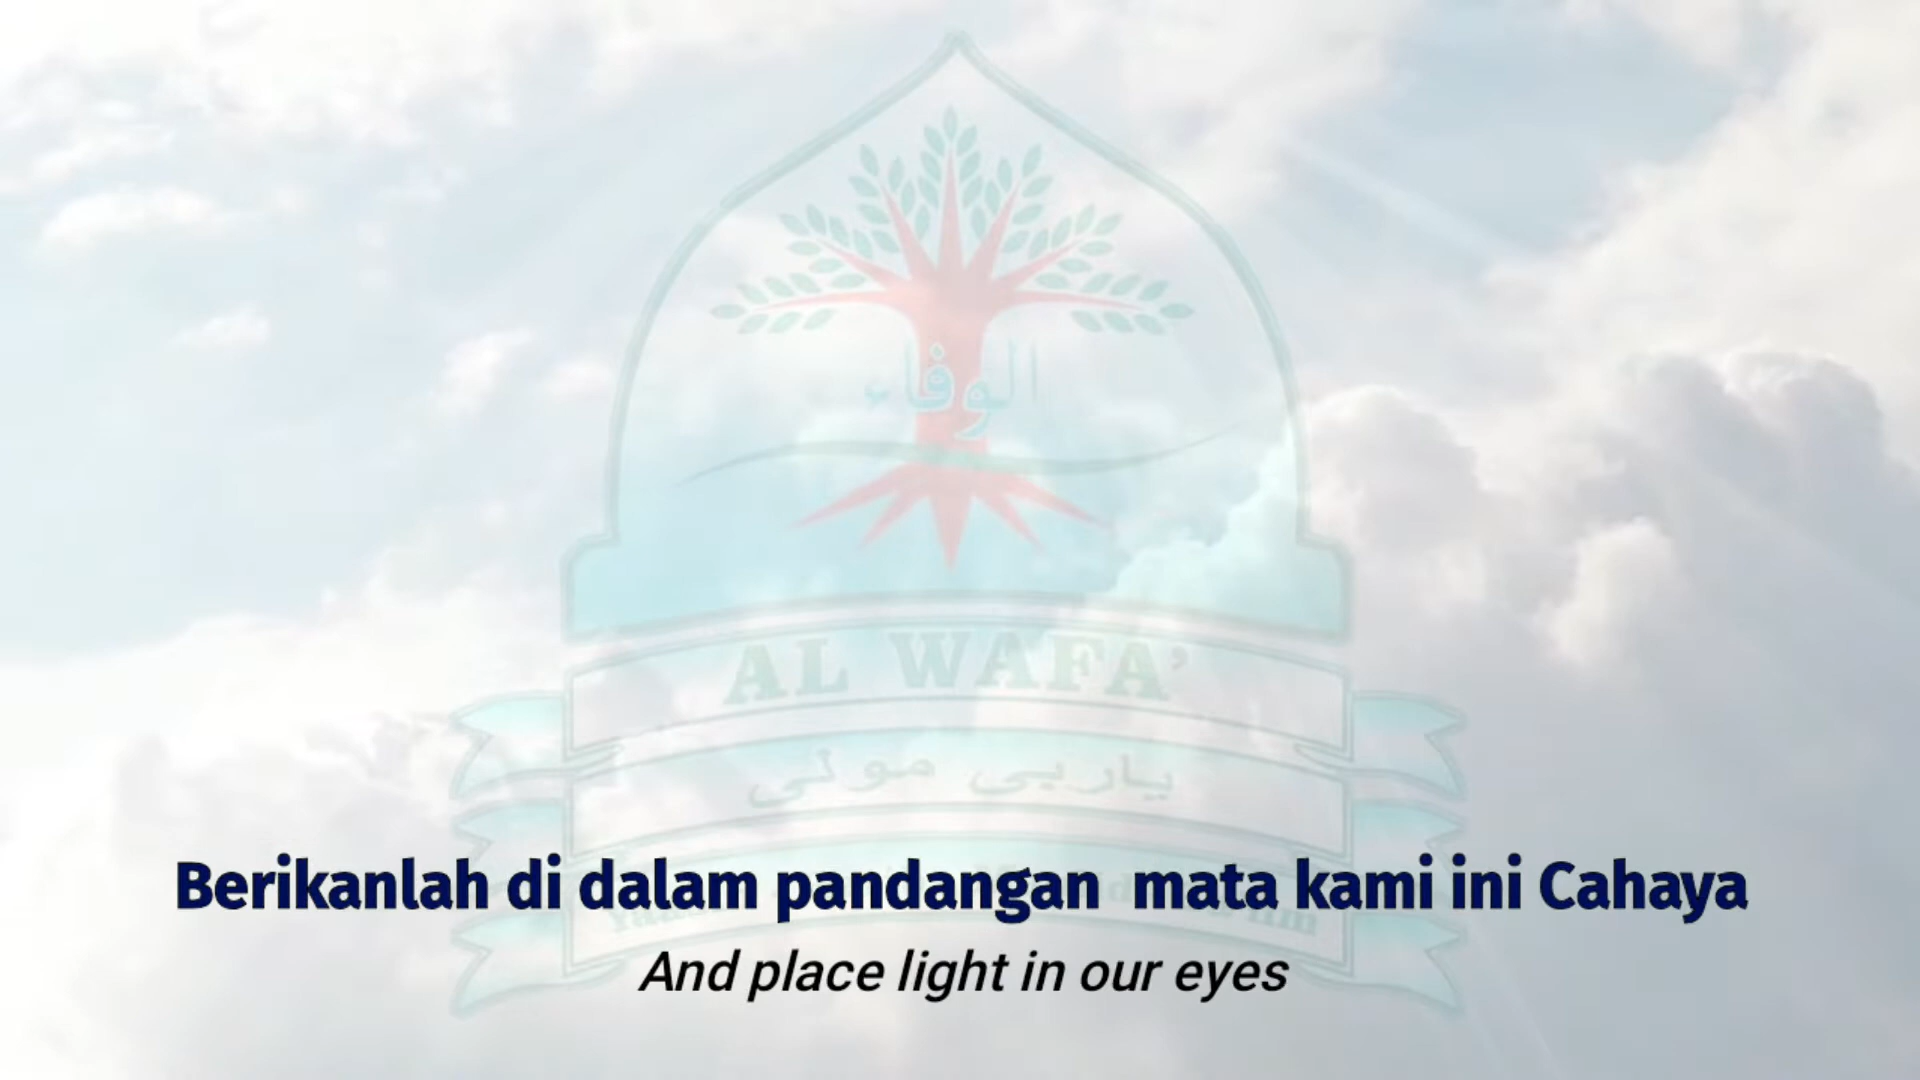 الوفاء
AL WAFA'
ياربي مولى
Berikanlah di dalam pandangan mata kami ini Cahaya
And place light in our eyes